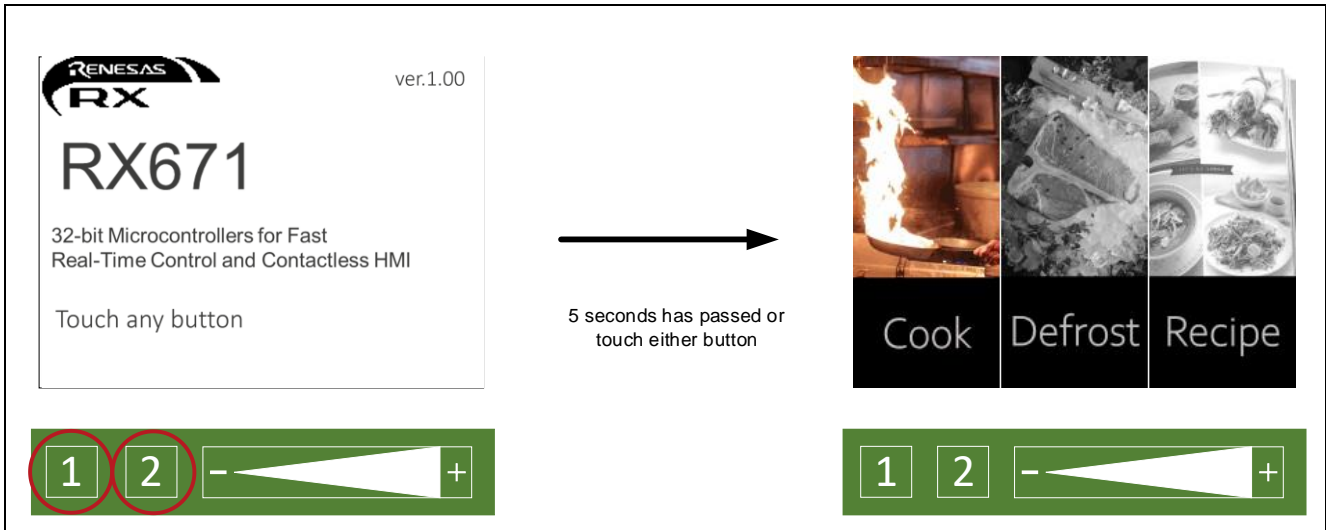 RENESAS
RX
ver.1.00
RX671
32-bit Microcontrollers for Fast
Real-Time Control and Contactless HMI
Touch any button
5 seconds has passed or
touch either button
Cook
Defrost
Recipe
1 2 - +
1 2 - +